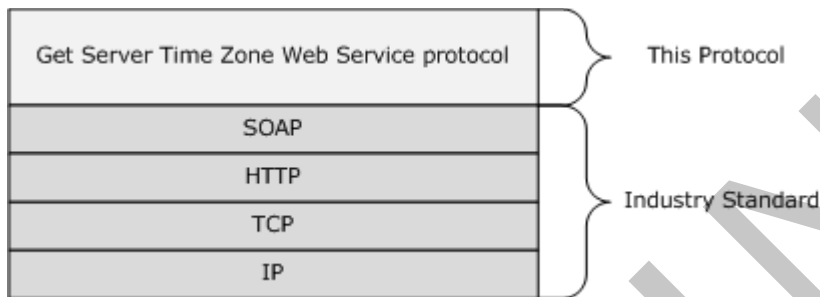 Get Server Time Zone Web Service protocol
This Protocol
SOAP
HTTP
Industry Standard
TCP
IP